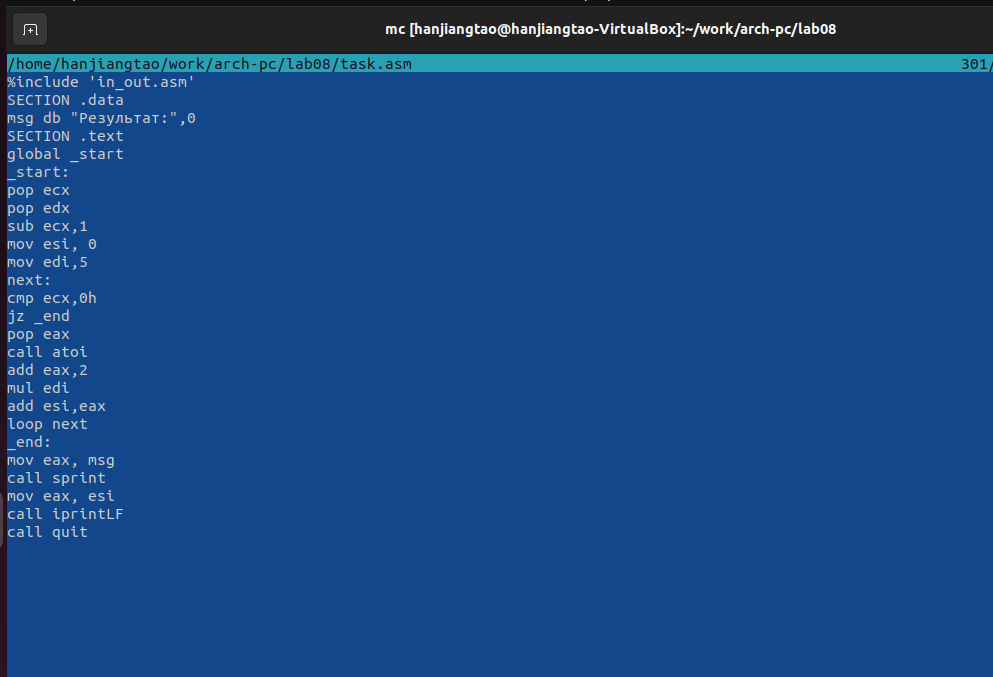 mc [hanjiangtao@hanjiangtao-VirtualBox]:~/work/arch-pc/lab08
/home/hanjiangtao/work/arch-pc/lab08/task.asm 301/
%include 'in_out.asm'
SECTION .data
msg db "Результат:",0
SECTION .text
global _start
_start:
pop ecx
pop edx
sub ecx,1
mov esi, 0
mov edi,5
next:
cmp ecx,0h
jz _end
pop eax
call atoi
add eax,2
mul edi
add esi,eax
loop next
_end:
mov eax, msg
call sprint
mov eax, esi
call iprintLF
call quit